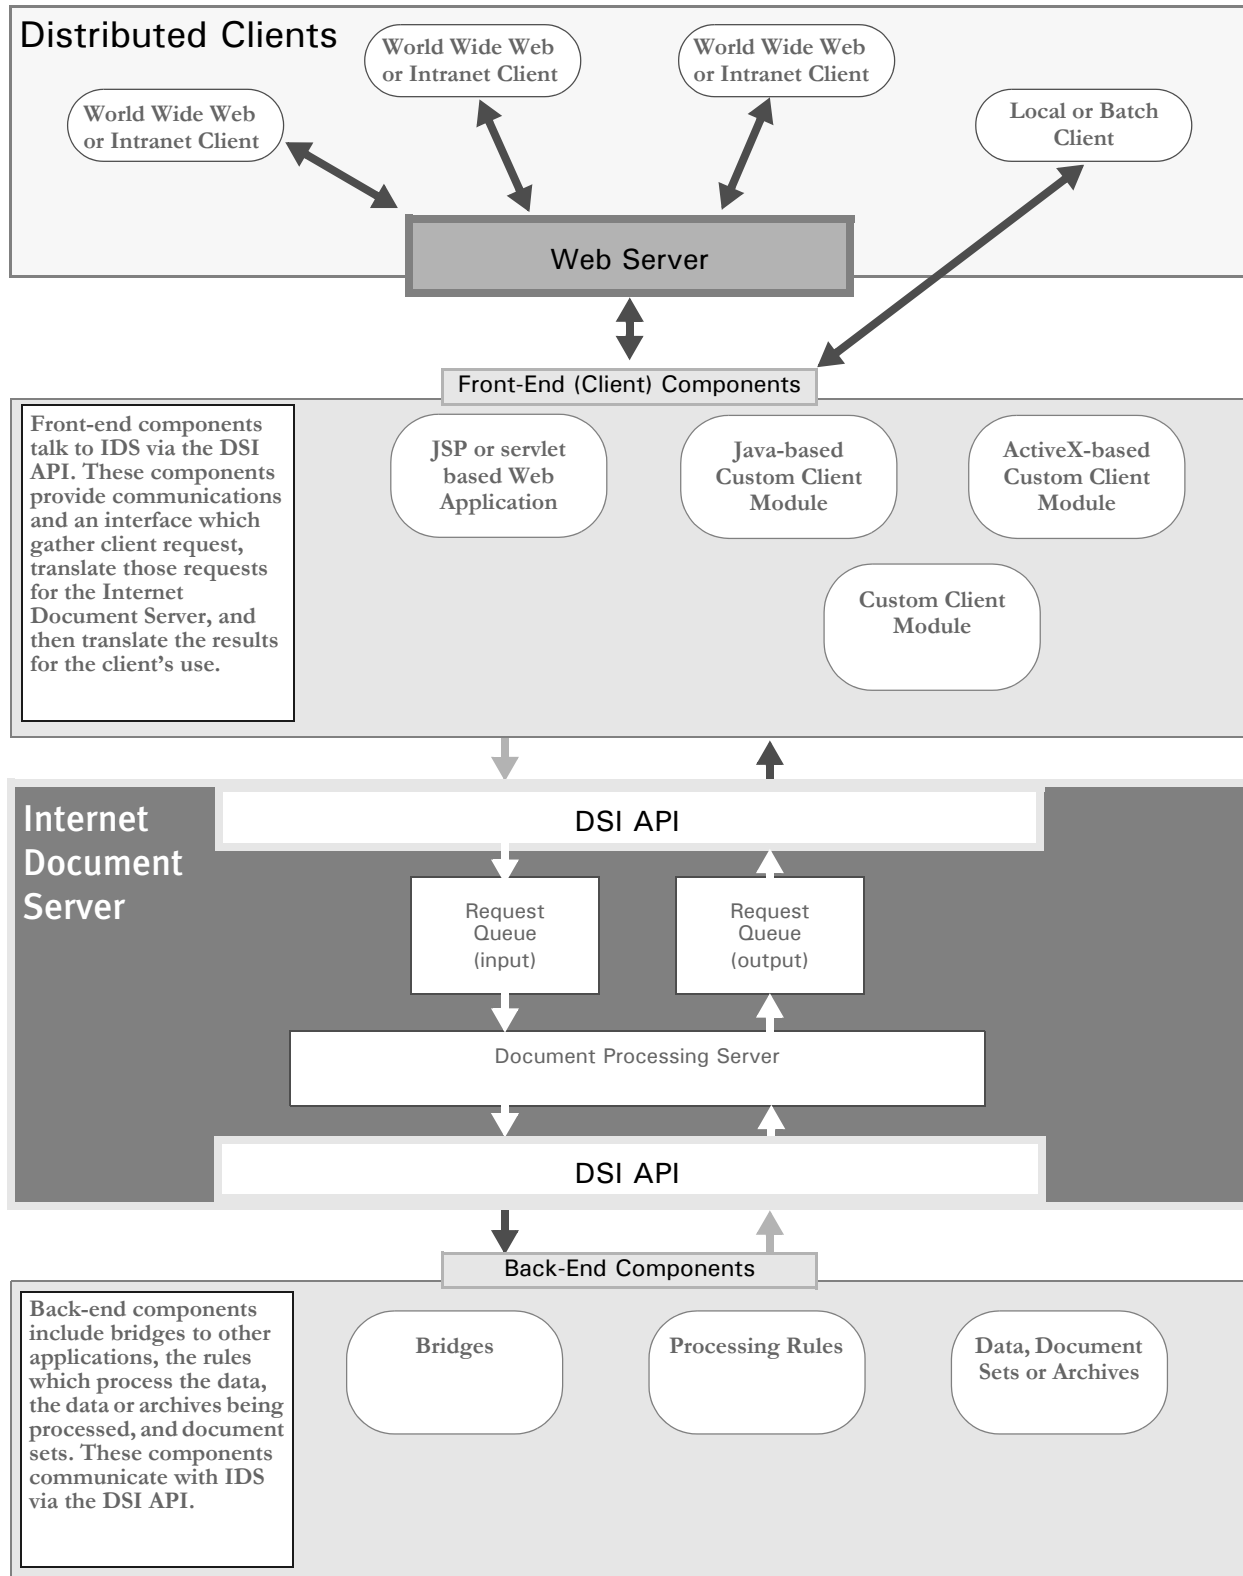 Distributed Clients
World Wide Web
or Intranet Client
World Wide Web
or Intranet Client
World Wide Web
or Intranet Client
Local or Batch
Client
Web Server
Front-End (Client) Components
Front-end components
talk to IDS via the DSI
API. These components
provide communications
and an interface which
gather client request,
translate those requests
for the Internet
Document Server, and
then translate the results
for the client's use.
JSP or servlet
based Web
Application
Java-based
Custom Client
Module
ActiveX-based
Custom Client
Module
Custom Client
Module
Internet
Document
Server
DSI API
Request
Queue
(input)
Request
Queue
(output)
Document Processing Server
DSI API
Back-End Components
Back-end components
include bridges to other
applications, the rules
which process the data,
the data or archives being
processed, and document
sets. These components
communicate with IDS
via the DSI API.
Bridges
Processing Rules
Data, Document
Sets or Archives